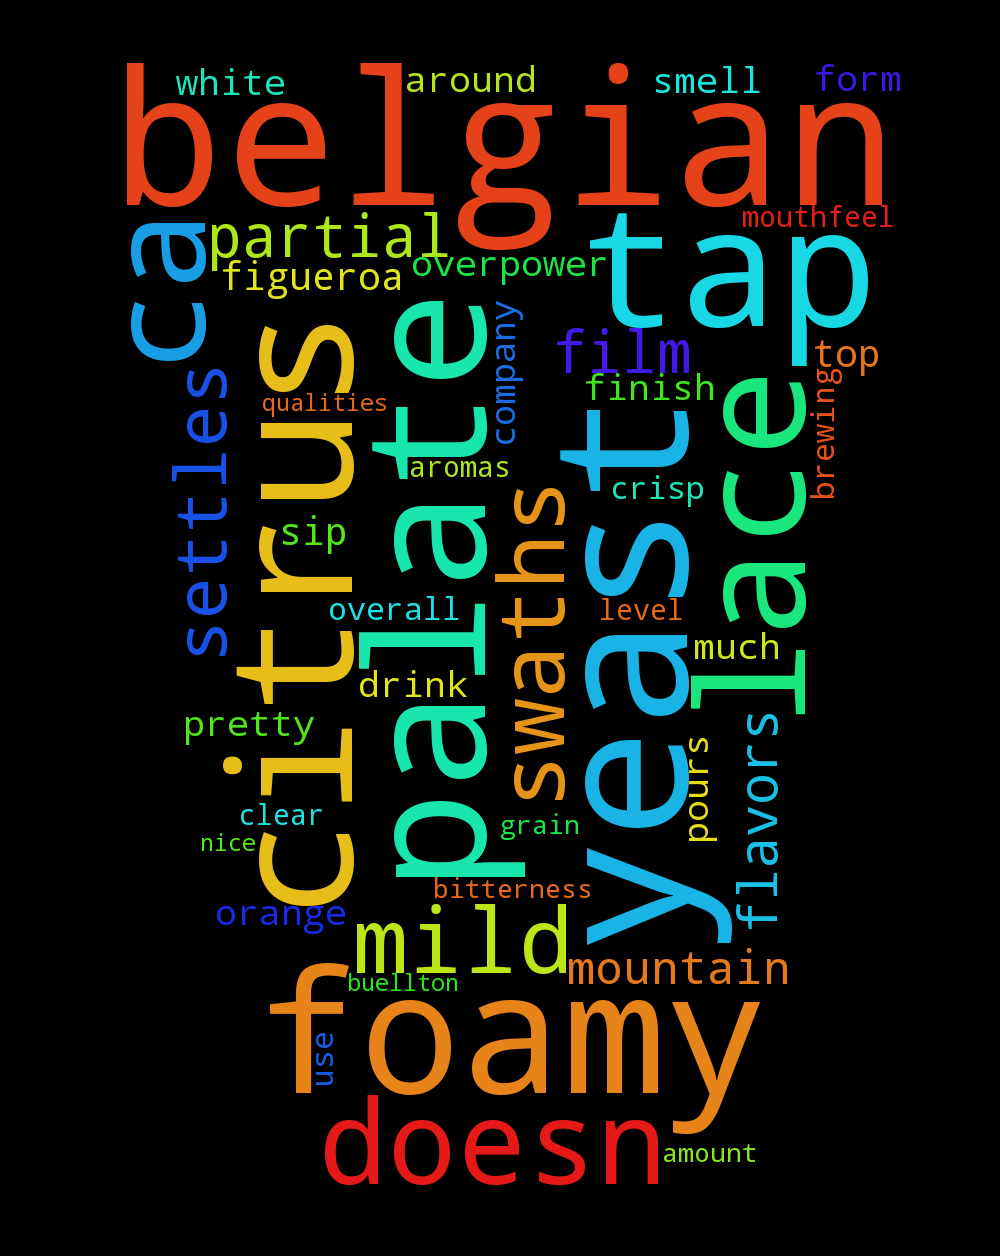 white
around
smell
form
belgian
mouthfeel
ca
partial
tap
overpower
figueroa
company
film
top
citrus
palate
finish
settles
brewing
qualities
yeast
lace
aromas
crisp
swaths
sip
overall
level
much
drink
pretty
pours
flavors
clear
grain
nice
bitterness
orange
mild
mountain
buellton
foamy
use
doesn
amount